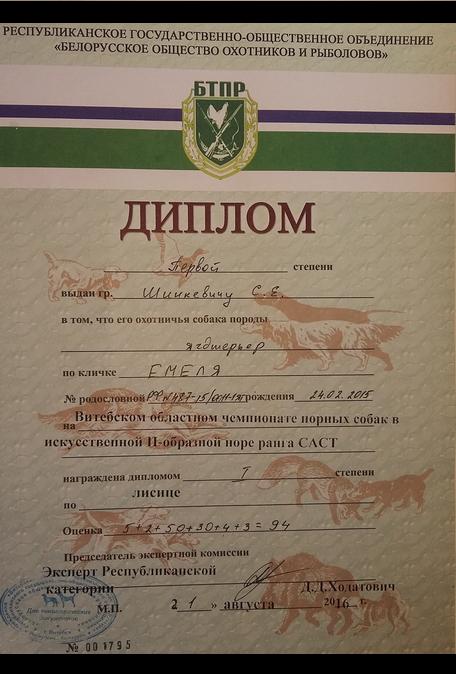 РЕСПУБЛИКАНСКОЕ ГОСУДАРСТВЕННО-ОБЩЕСТВЕННОЕ ОБЪЕДИНЕНИЕ
«БЕЛОРУССКОЕ ОБЩЕСТВО ОХОТНИКОВ И РЫБОЛОВОВ»
БТПР
ДИПЛОМ
Первой степени
выдан гр. Шинкевичу С.Е.
в том, что его охотничья собака породы
ягдтерьер
по кличке ЕМЕЛЯ
№ родословной рождения 24.02.2015
на Витебском областном чемпионате норных собак в
искусственной П-образной норе ранга САСТ
награждена дипломом I степени
по лисице
Оценка 5+2+50+30+4+3= 94
Председатель экспертной комиссии
Эксперт Республиканской
категории Д.Д.Ходатович
М.П. 2 1 » августа 2016 г.
№ 001795